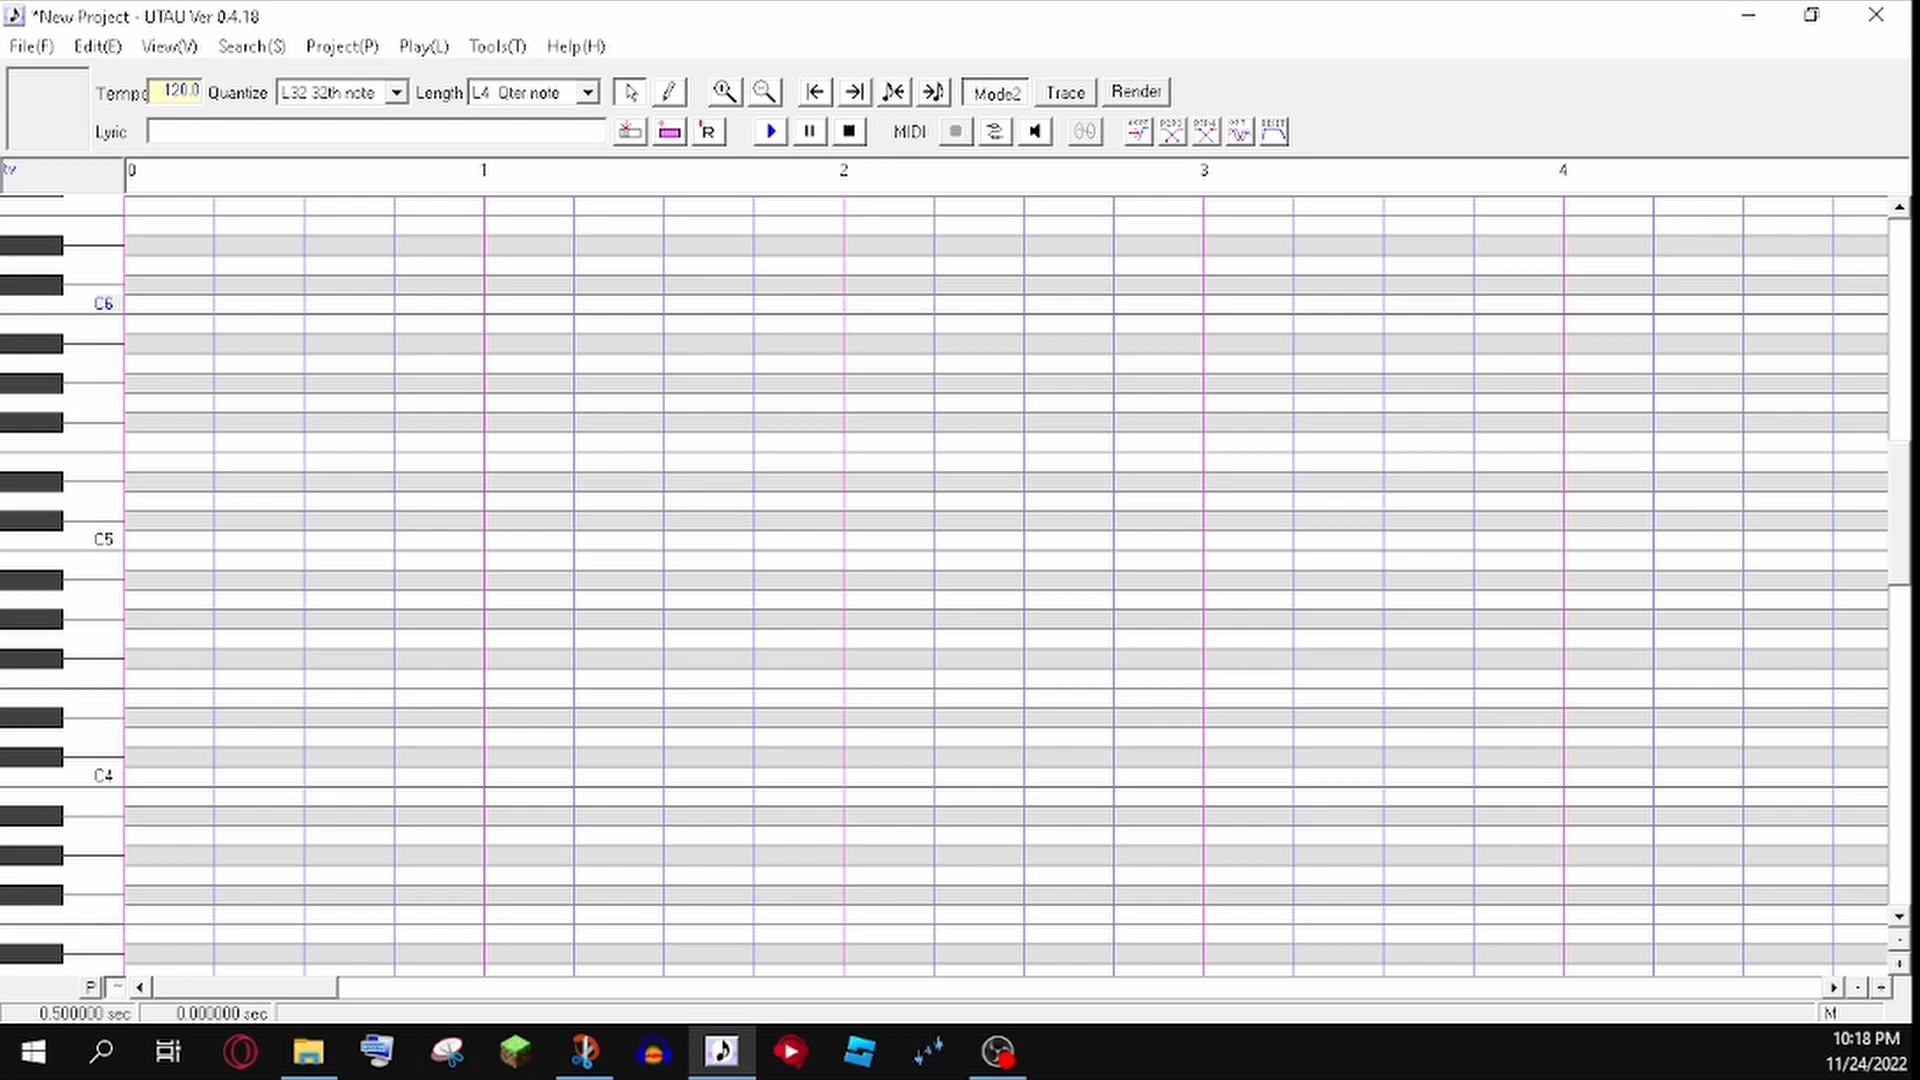 *New Project - UTAU Ver 0.4.18
File(F) Edit(E) View(V) Search(S) Project(P) Play(L) Tools(T) Help(H)
Tempo 120.0 Quantize L32 32th note Length L4 Qter note Mode2 Trace Render
Lyric R MIDI
0 1 2 3 4
C6
C5
C4
P ~
0.500000 sec 0.000000 sec M
10:18 PM
11/24/2022